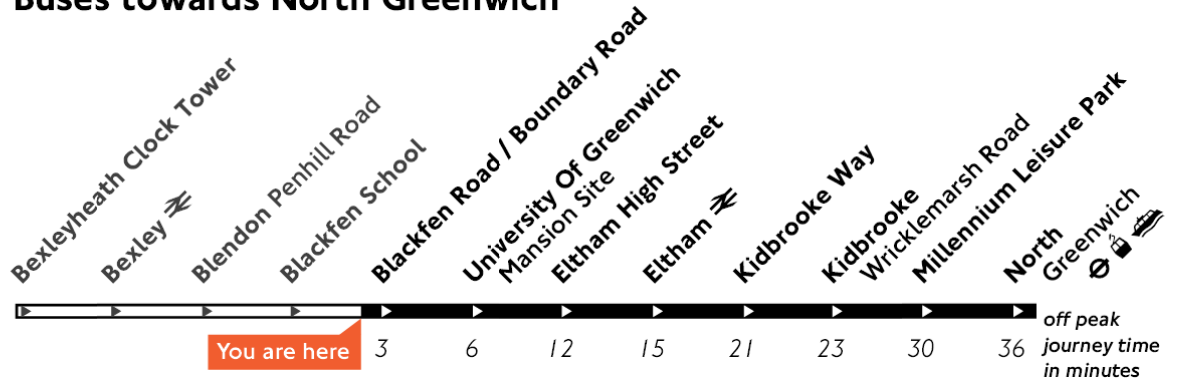 Buses towards North Greenwich
Bexleyheath Clock Tower
Bexley
Blendon Penhill Road
Blackfen School
Blackfen Road / Boundary Road
University Of Greenwich
Mansion Site
Eltham High Street
Eltham
Kidbrooke Way
Kidbrooke
Wricklemarsh Road
Millennium Leisure Park
North
Greenwich
You are here
3
6
12
15
21
23
30
36
off peak
journey time
in minutes